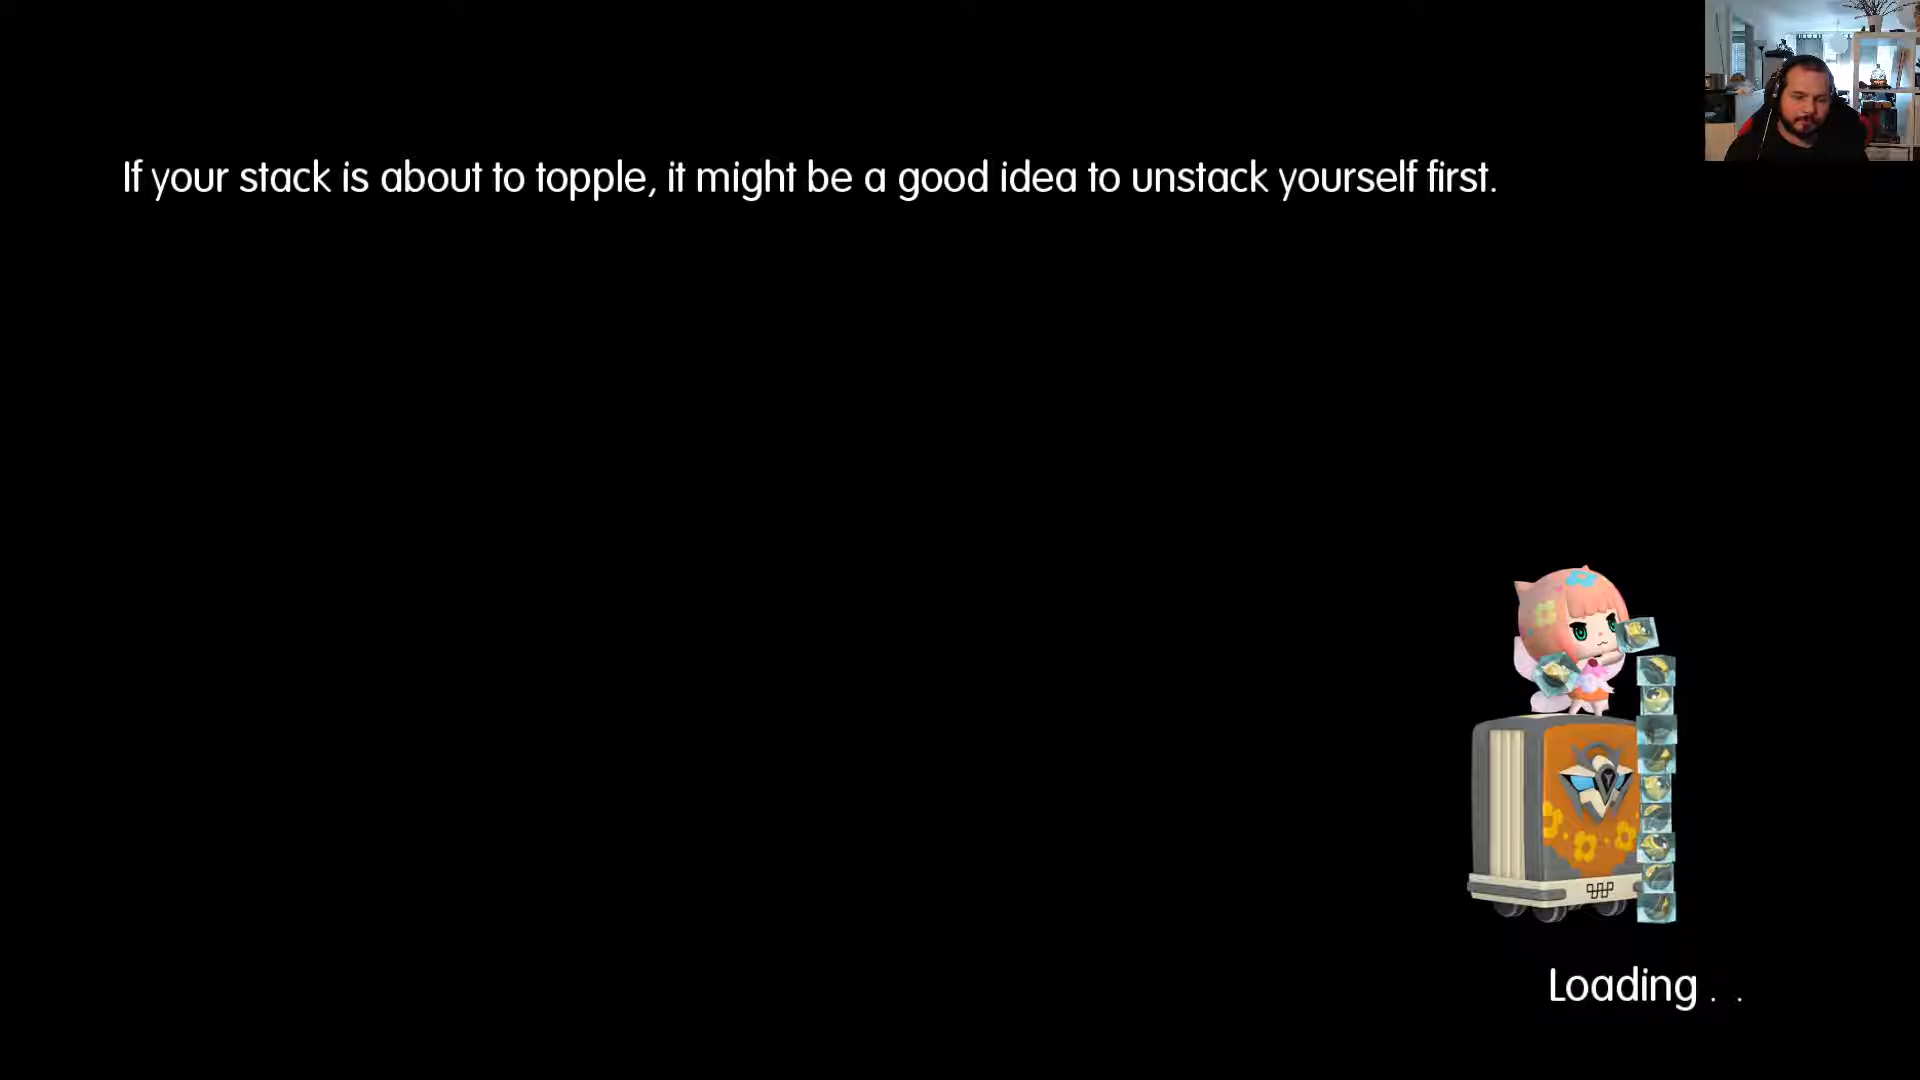 If your stack is about to topple, it might be a good idea to unstack yourself first.
Loading . .